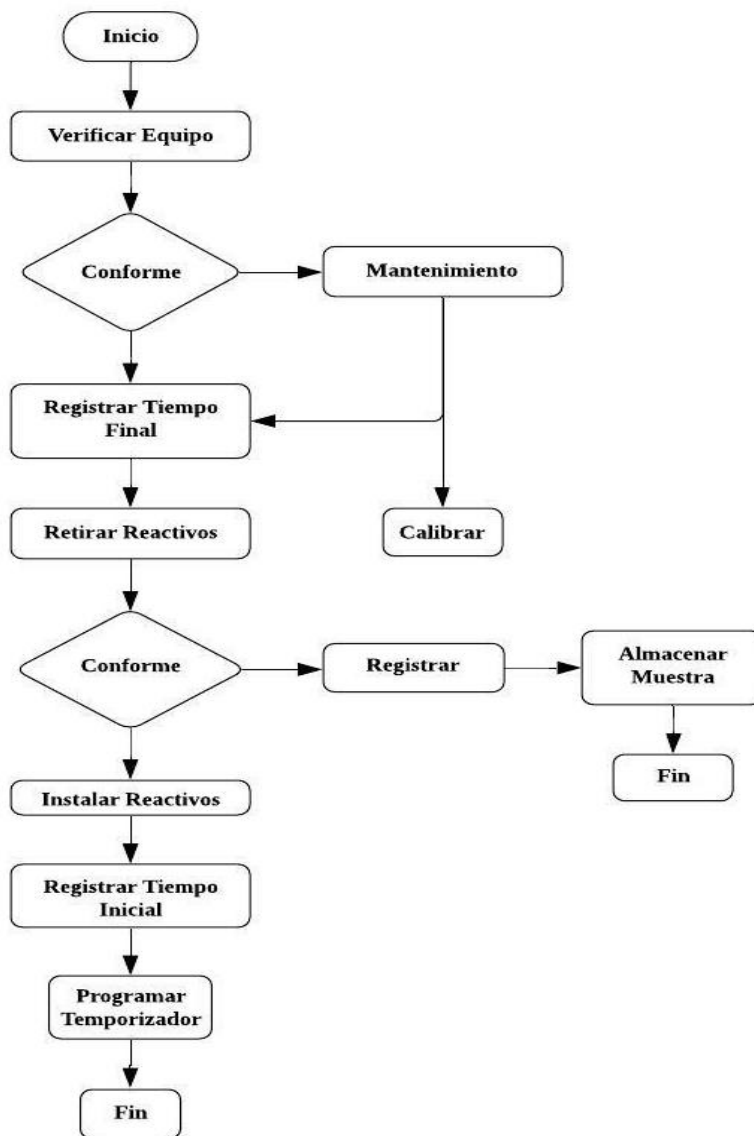 Inicio
Verificar Equipo
Conforme
Mantenimiento
Registrar Tiempo
Final
Retirar Reactivos
Calibrar
Conforme
Registrar
Almacenar
Muestra
Fin
Instalar Reactivos
Registrar Tiempo
Inicial
Programar
Temporizador
Fin